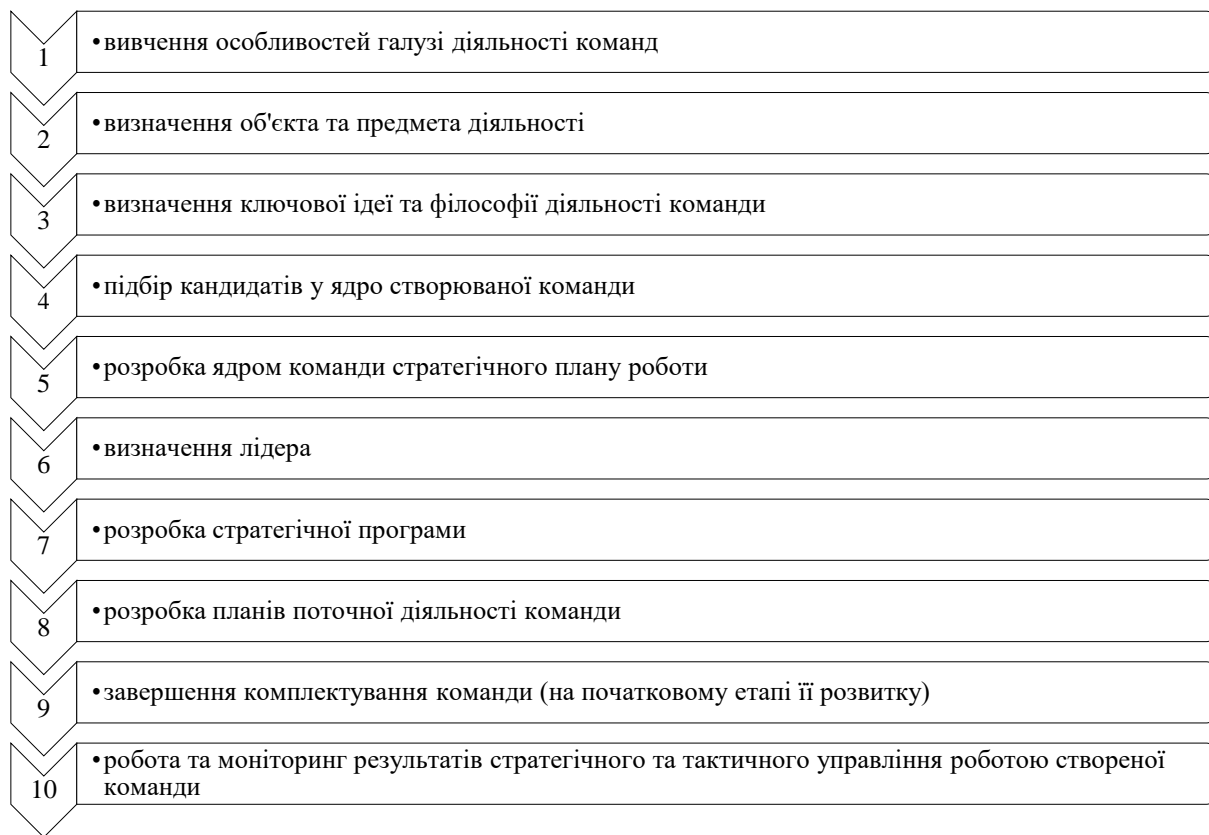 1
•вивчення особливостей галузі діяльності команд
2
•визначення об'єкта та предмета діяльності
3
•визначення ключової ідеї та філософії діяльності команди
4
•підбір кандидатів у ядро створюваної команди
5
•розробка ядром команди стратегічного плану роботи
6
•визначення лідера
7
•розробка стратегічної програми
8
•розробка планів поточної діяльності команди
9
•завершення комплектування команди (на початковому етапі її розвитку)
10
•робота та моніторинг результатів стратегічного та тактичного управління роботою створеної
команди